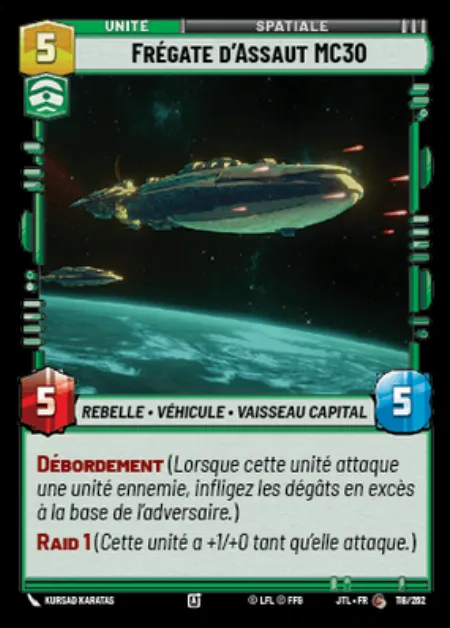 UNITÉ
SPATIALE
5
FRÉGATE D'ASSAUT MC30
5
REBELLE • VÉHICULE • VAISSEAU CAPITAL
5
DÉBORDEMENT (Lorsque cette unité attaque
une unité ennemie, infligez les dégâts en excès
à la base de l'adversaire.)
RAID 1 (Cette unité a +1/+0 tant qu'elle attaque.)
KURSAD KARATAS
A
© LFL © FFG
JTL • FR
116/262